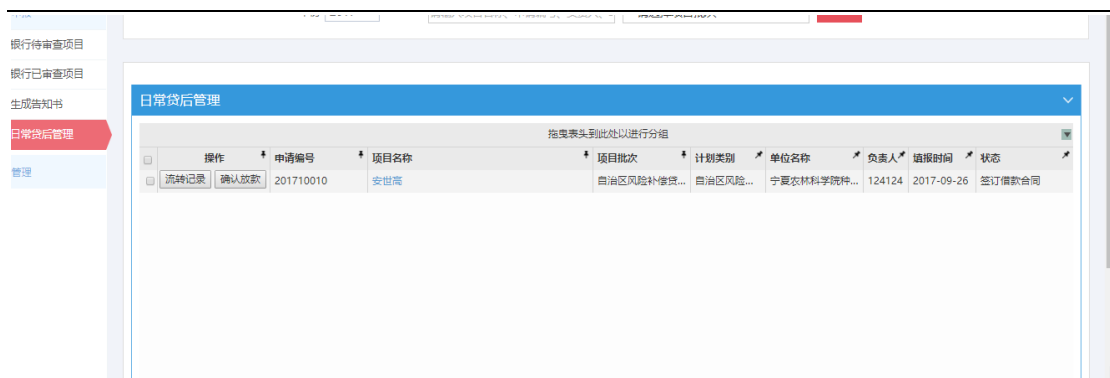 银行待审查项目
银行已审查项目
生成告知书
日常贷后管理
管理
日常贷后管理
拖曳表头到此处以进行分组
操作 申请编号 项目名称 项目批次 计划类别 单位名称 负责人 填报时间 状态
流转记录 确认放款 201710010 安世高 自治区风险补偿贷... 自治区风险... 宁夏农林科学院种... 124124 2017-09-26 签订借款合同